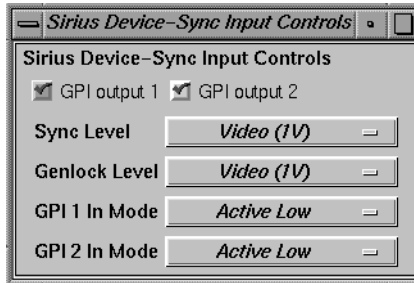 Sirius Device-Sync Input Controls
Sirius Device-Sync Input Controls
GPI output 1 GPI output 2
Sync Level Video (1V)
Genlock Level Video (1V)
GPI 1 In Mode Active Low
GPI 2 In Mode Active Low